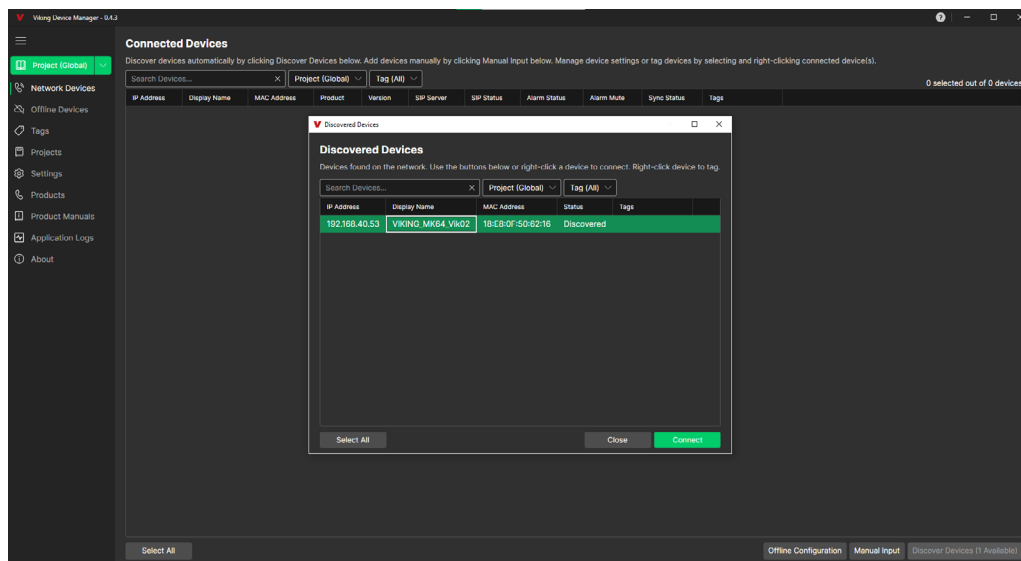 Viking Device Manager - 0.4.3
Project (Global)
Network Devices
Offline Devices
Tags
Projects
Settings
Products
Product Manuals
Application Logs
About
Connected Devices
Discover devices automatically by clicking Discover Devices below. Add devices manually by clicking Manual Input below. Manage device settings or tag devices by selecting and right-clicking connected device(s).
Search Devices... Project (Global) Tag (All)
0 selected out of 0 devices
IP Address Display Name MAC Address Product Version SIP Server SIP Status Alarm Status Alarm Mute Sync Status Tags
Discovered Devices
Discovered Devices
Devices found on the network. Use the buttons below or right-click a device to connect. Right-click device to tag.
Search Devices... Project (Global) Tag (All)
IP Address Display Name MAC Address Status Tags
192.168.40.53 VIKING_MK64_Vik02 18:E8:0F:50:62:16 Discovered
Select All Close Connect
Select All Offline Configuration Manual Input Discover Devices (1 Available)